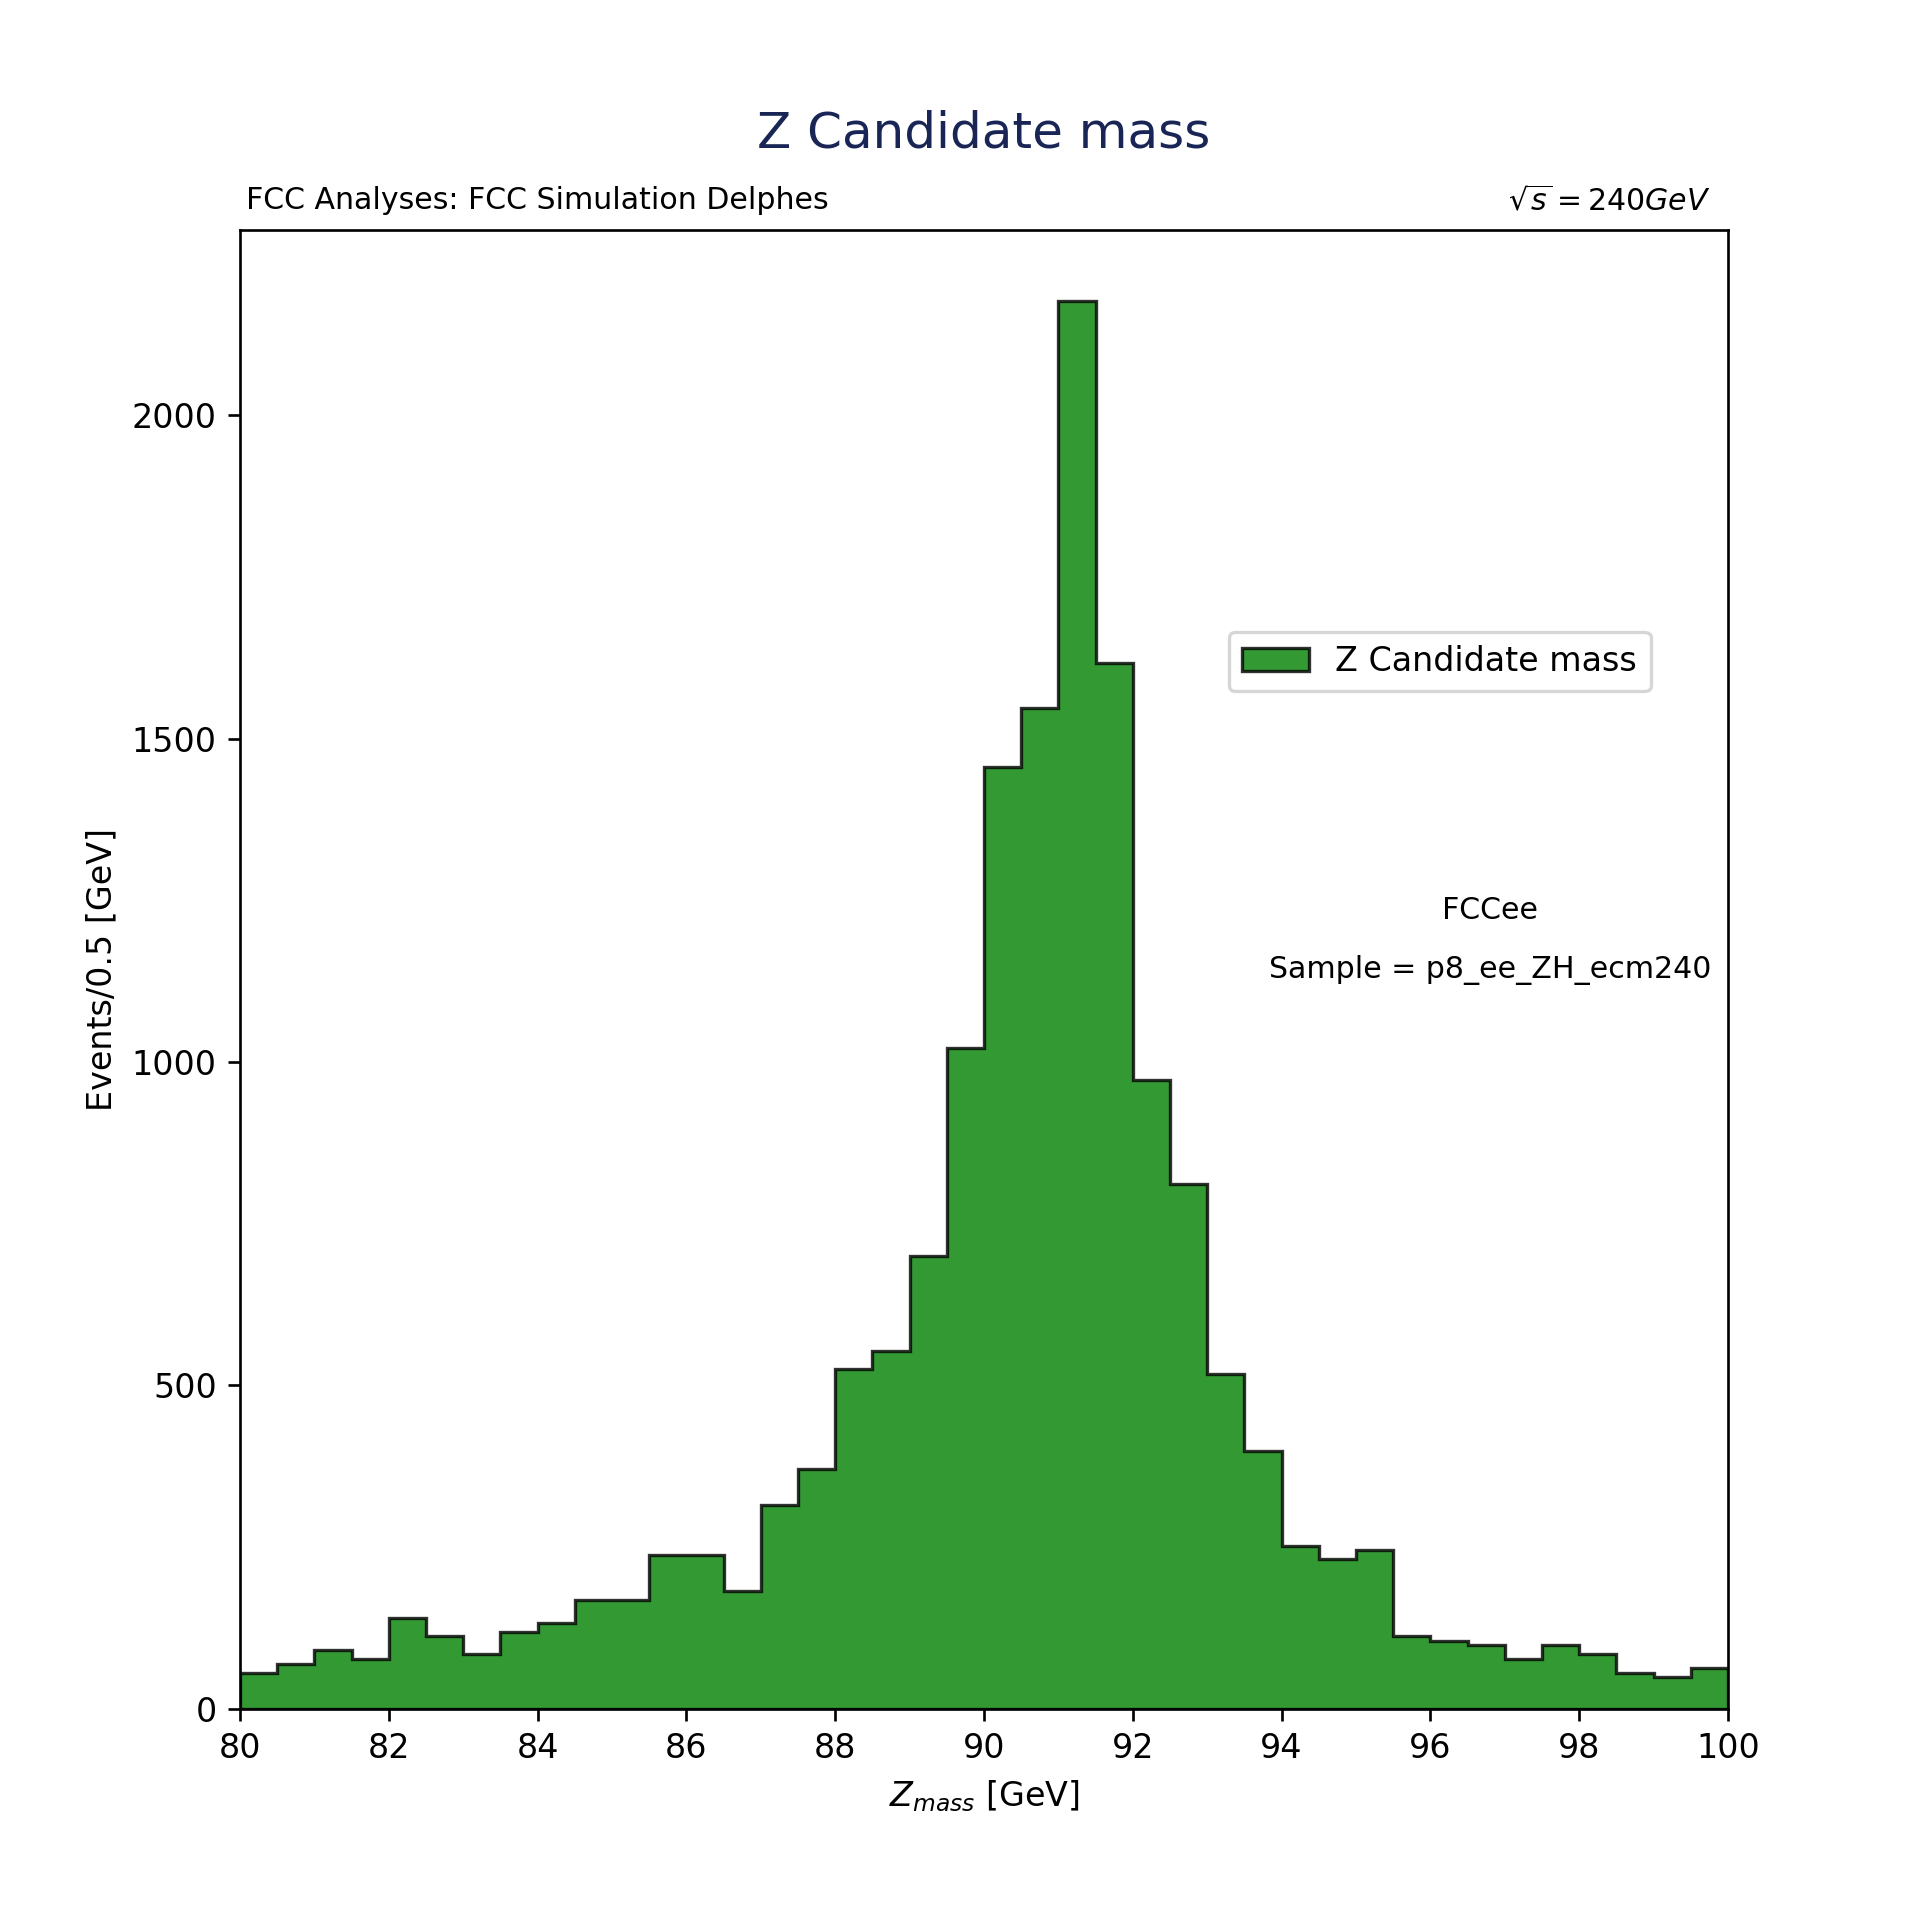 Z Candidate mass
FCC Analyses: FCC Simulation Delphes
√s = 240GeV
2000
1500
1000
500
0
Events/0.5 [GeV]
Z Candidate mass
FCCee
Sample = p8_ee_ZH_ecm240
80 82 84 86 88 90 92 94 96 98 100
Z_mass [GeV]